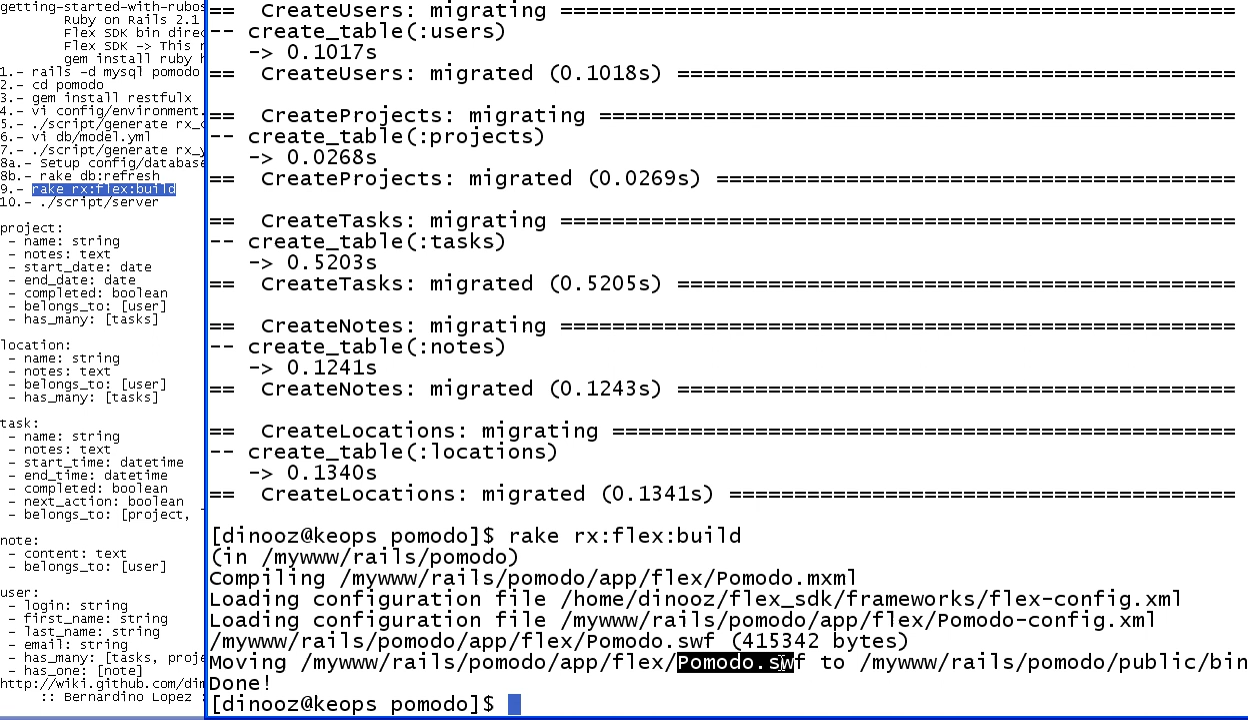 getting-started-with-rubos
Ruby on Rails 2.1
Flex SDK bin direc
Flex SDK -> This
gem install ruby
1.- rails -d mysql pomodo
2.- cd pomodo
3.- gem install restfulx
4.- vi config/environment.
5.- ./script/generate rx_c
6.- vi db/model.yml
7.- ./script/generate rx_y
8a.- Setup config/database
8b.- rake db:refresh
9.- rake rx:flex:build
10.- ./script/server
project:
- name: string
- notes: text
- start_date: date
- end_date: date
- completed: boolean
- belongs_to: [user]
- has_many: [tasks]
location:
- name: string
- notes: text
- belongs_to: [user]
- has_many: [tasks]
task:
- name: string
- notes: text
- start_time: datetime
- end_time: datetime
- completed: boolean
- next_action: boolean
- belongs_to: [project,
note:
- content: text
- belongs_to: [user]
user:
- login: string
- first_name: string
- last_name: string
- email: string
- has_many: [tasks, proje
- has_one: [note]
http://wiki.github.com/din
:: Bernardino Lopez :
== CreateUsers: migrating ====================================================
-- create_table(:users)
-> 0.1017s
== CreateUsers: migrated (0.1018s) ===========================================
== CreateProjects: migrating =================================================
-- create_table(:projects)
-> 0.0268s
== CreateProjects: migrated (0.0269s) ========================================
== CreateTasks: migrating ====================================================
-- create_table(:tasks)
-> 0.5203s
== CreateTasks: migrated (0.5205s) ===========================================
== CreateNotes: migrating ====================================================
-- create_table(:notes)
-> 0.1241s
== CreateNotes: migrated (0.1243s) ===========================================
== CreateLocations: migrating ================================================
-- create_table(:locations)
-> 0.1340s
== CreateLocations: migrated (0.1341s) =======================================
[dinooz@keops pomodo]$ rake rx:flex:build
(in /mywww/rails/pomodo)
Compiling /mywww/rails/pomodo/app/flex/Pomodo.mxml
Loading configuration file /home/dinooz/flex_sdk/frameworks/flex-config.xml
Loading configuration file /mywww/rails/pomodo/app/flex/Pomodo-config.xml
/mywww/rails/pomodo/app/flex/Pomodo.swf (415342 bytes)
Moving /mywww/rails/pomodo/app/flex/Pomodo.swf to /mywww/rails/pomodo/public/bin
Done!
[dinooz@keops pomodo]$